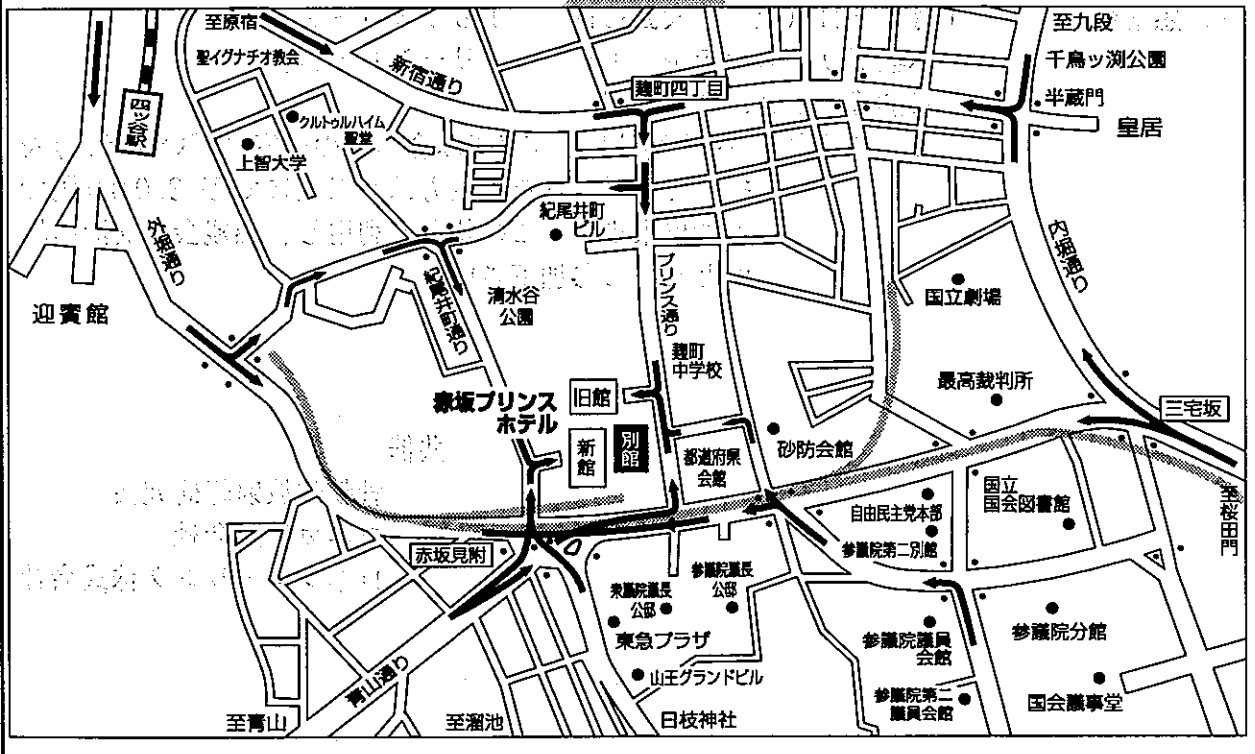 至原宿
聖イグナチオ教会
新宿通り
四ツ谷駅
クルトゥルハイム
聖堂
上智大学
麹町四丁目
至九段
千鳥ッ渕公園
半蔵門
皇居
外堀通り
紀尾井町
ビル
内堀通り
迎賓館
紀尾井町通り
清水谷
公園
プリンス通り
国立劇場
麹町
中学校
最高裁判所
赤坂プリンス
ホテル
旧館
新館
別館
三宅坂
砂防会館
都道府県
会館
国立
国会図書館
自由民主党本部
参議院第二別館
至桜田門
赤坂見附
衆議院議長
公邸
参議院議長
公邸
東急プラザ
山王グランドビル
参議院議員
会館
参議院分館
参議院第二
議員会館
国会議事堂
青山通り
至青山
至溜池
日枝神社